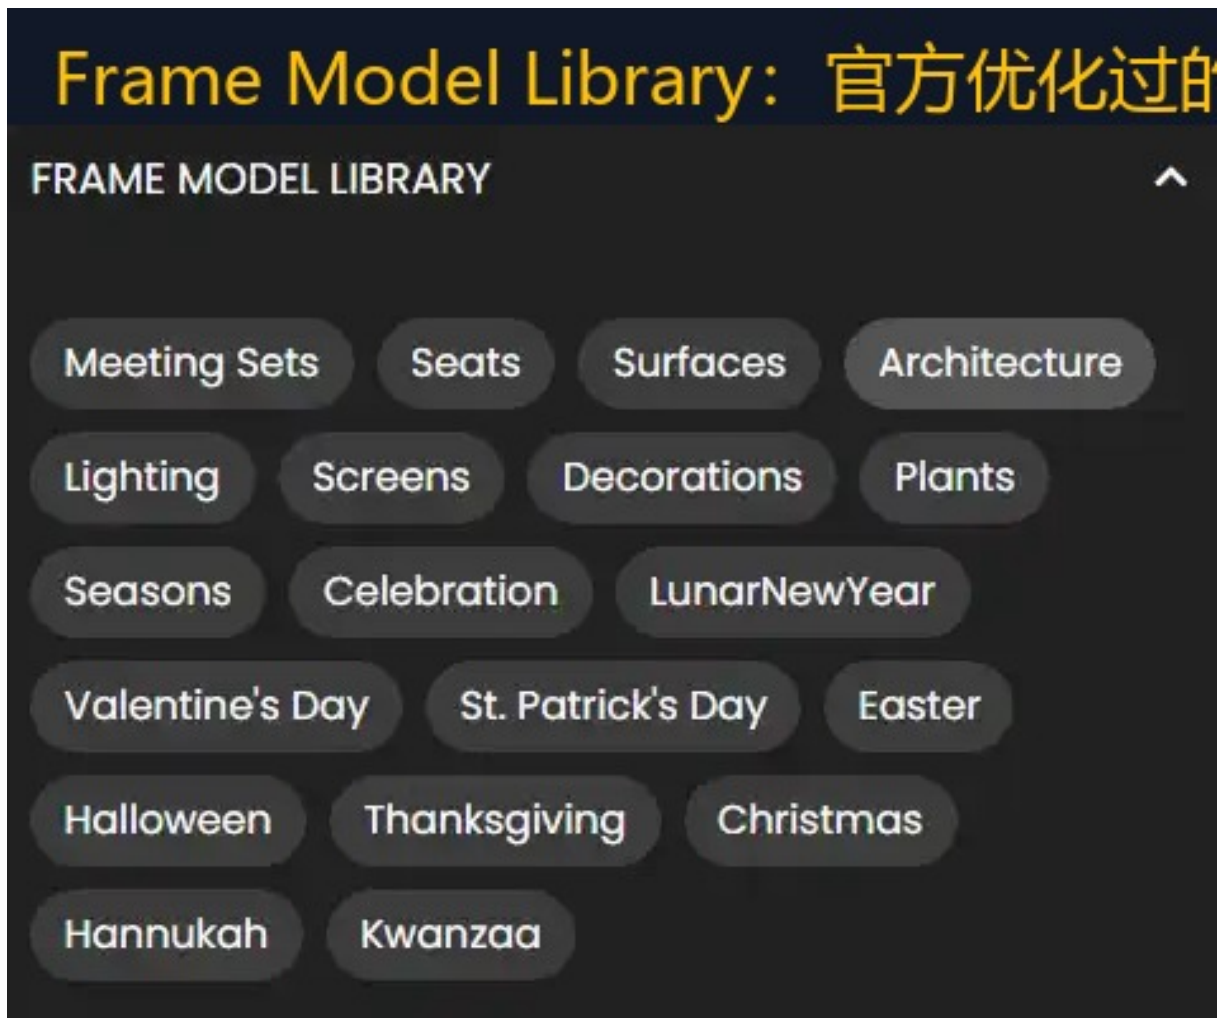 Frame Model Library：官方优化过的
FRAME MODEL LIBRARY
Meeting Sets Seats Surfaces Architecture
Lighting Screens Decorations Plants
Seasons Celebration LunarNewYear
Valentine's Day St. Patrick's Day Easter
Halloween Thanksgiving Christmas
Hannukah Kwanzaa